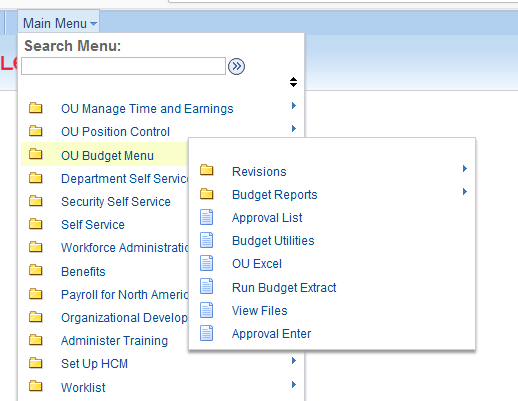 Main Menu
Search Menu:
OU Manage Time and Earnings
OU Position Control
OU Budget Menu
Department Self Service
Security Self Service
Self Service
Workforce Administratio
Benefits
Payroll for North Americ
Organizational Develop
Administer Training
Set Up HCM
Worklist
Revisions
Budget Reports
Approval List
Budget Utilities
OU Excel
Run Budget Extract
View Files
Approval Enter